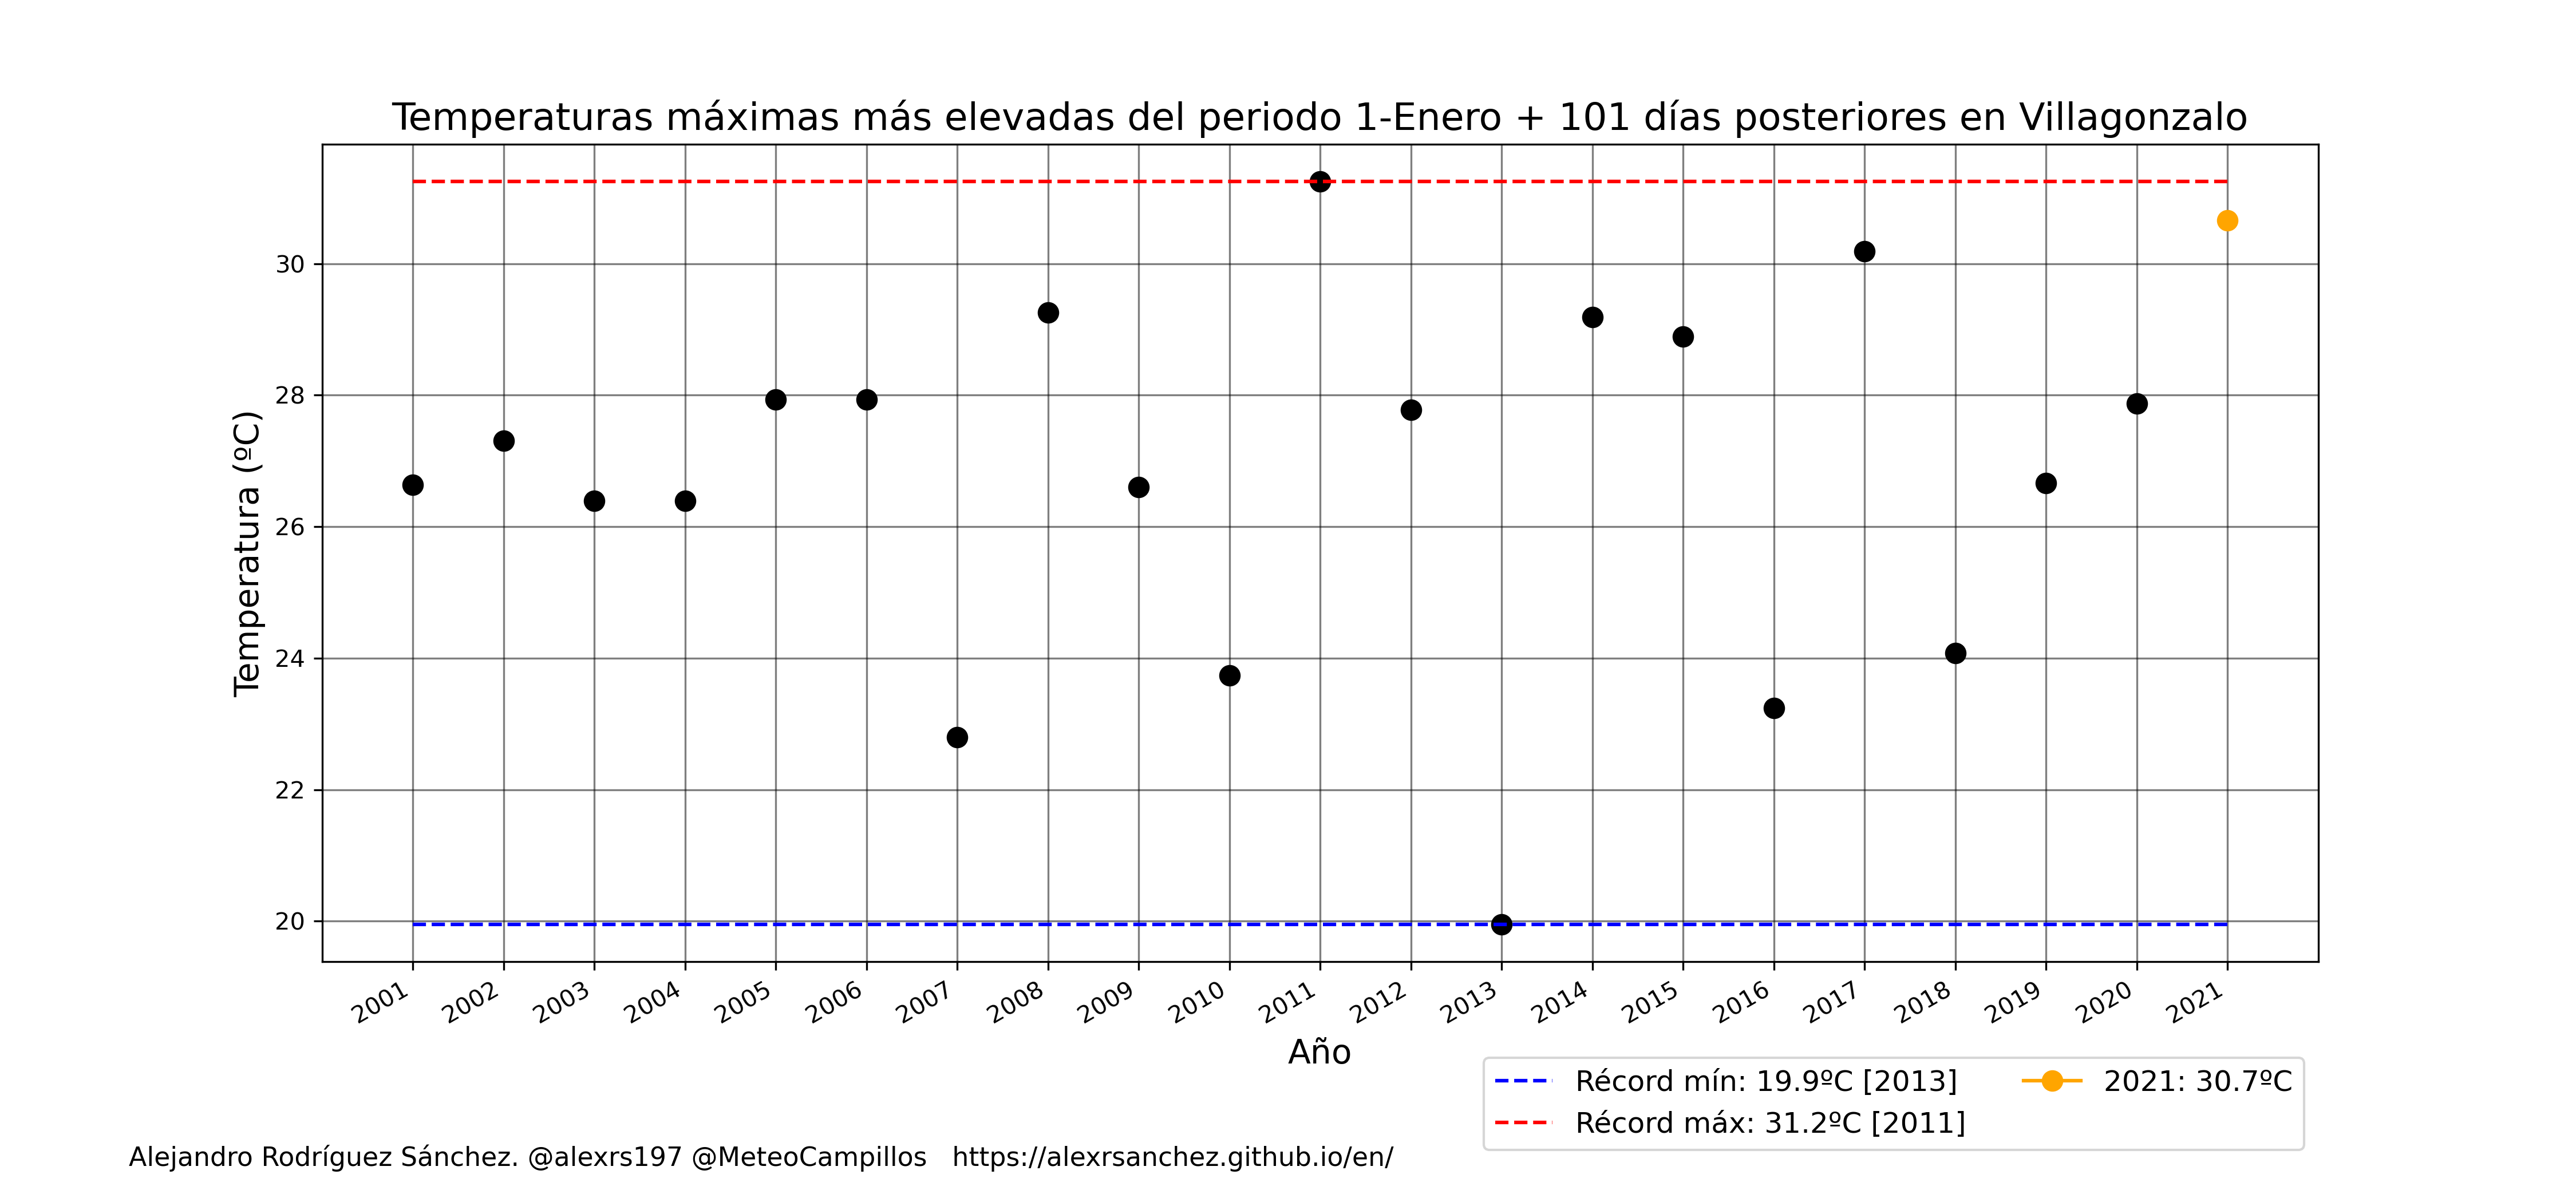 Temperaturas máximas más elevadas del periodo 1-Enero + 101 días posteriores en Villagonzalo
Temperatura (ºC)
30
28
26
24
22
20
2001 2002 2003 2004 2005 2006 2007 2008 2009 2010 2011 2012 2013 2014 2015 2016 2017 2018 2019 2020 2021
Año
Récord mín: 19.9ºC [2013]
Récord máx: 31.2ºC [2011]
2021: 30.7ºC
Alejandro Rodríguez Sánchez. @alexrs197 @MeteoCampillos https://alexrsanchez.github.io/en/